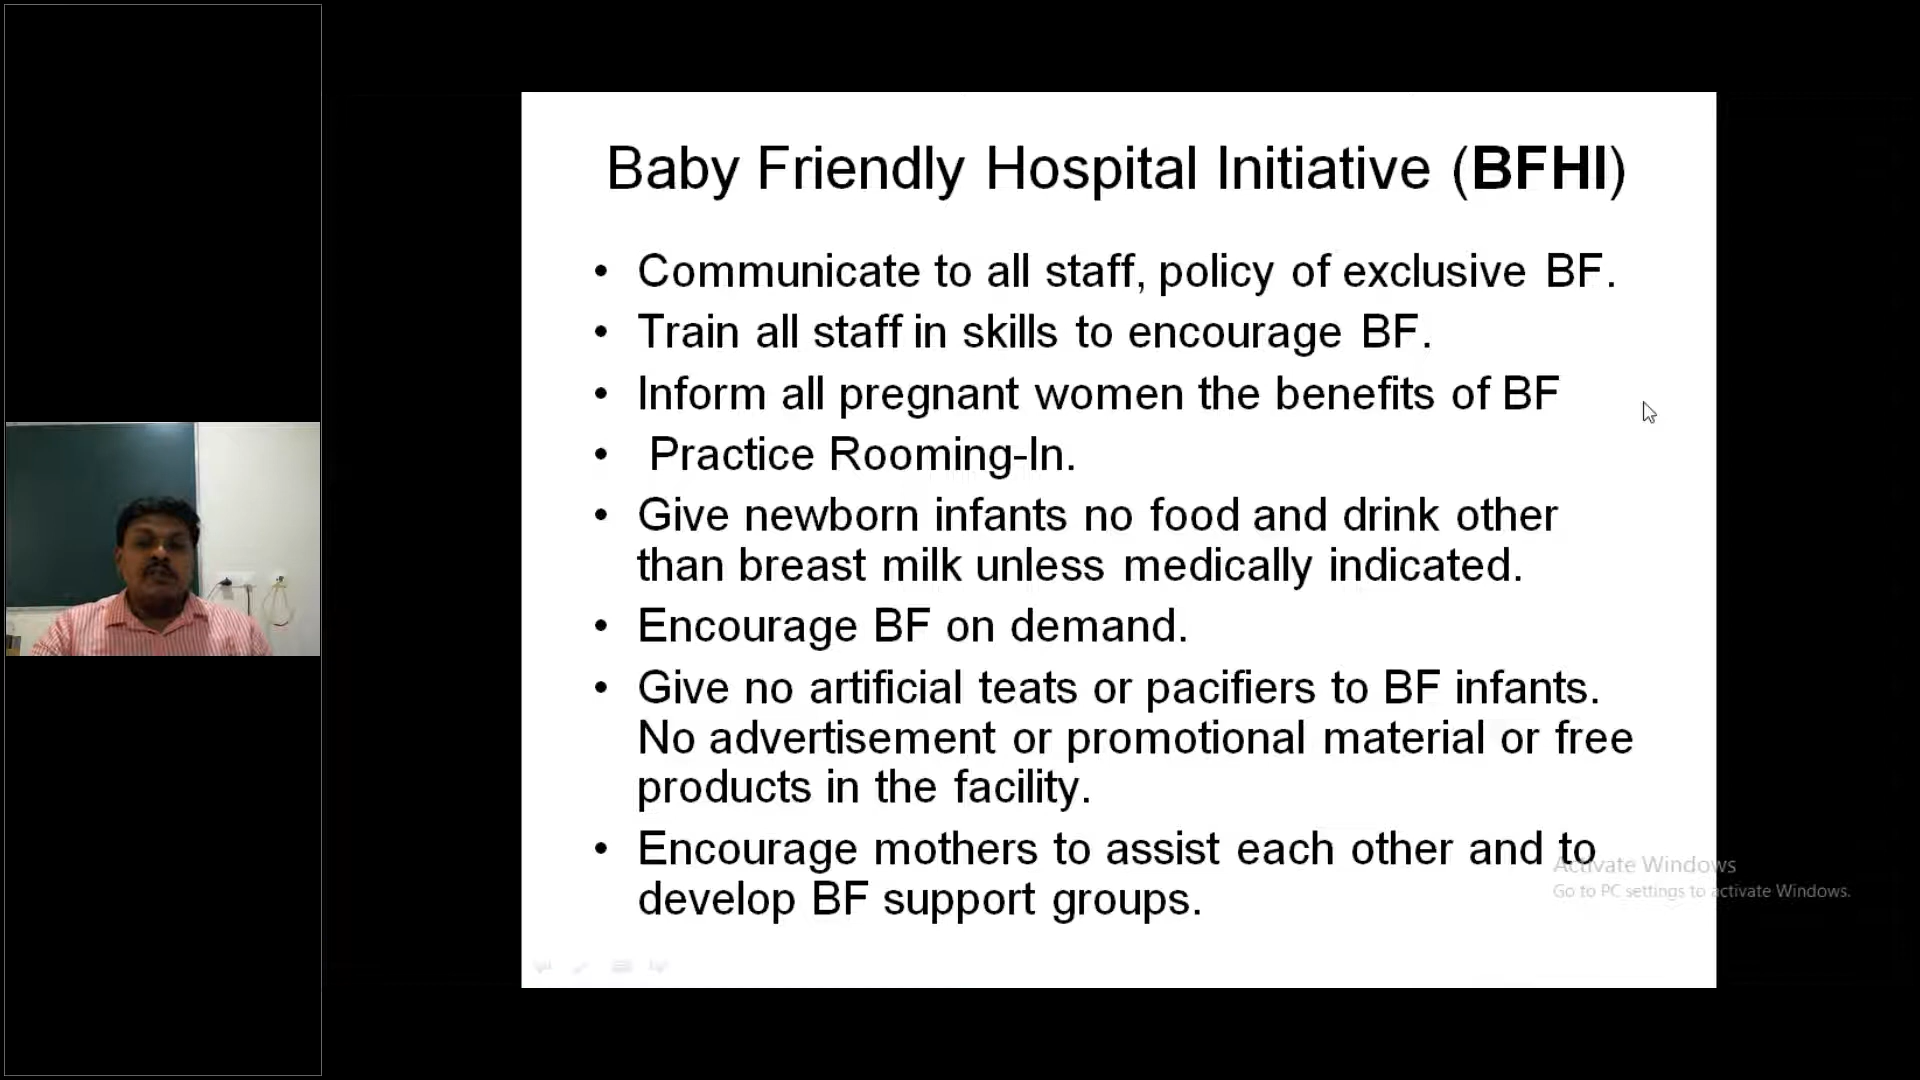 Baby Friendly Hospital Initiative (BFHI)
• Communicate to all staff, policy of exclusive BF.
• Train all staff in skills to encourage BF.
• Inform all pregnant women the benefits of BF
• Practice Rooming-In.
• Give newborn infants no food and drink other
than breast milk unless medically indicated.
• Encourage BF on demand.
• Give no artificial teats or pacifiers to BF infants.
No advertisement or promotional material or free
products in the facility.
• Encourage mothers to assist each other and to
develop BF support groups.
Activate Windows
Go to PC settings to activate Windows.